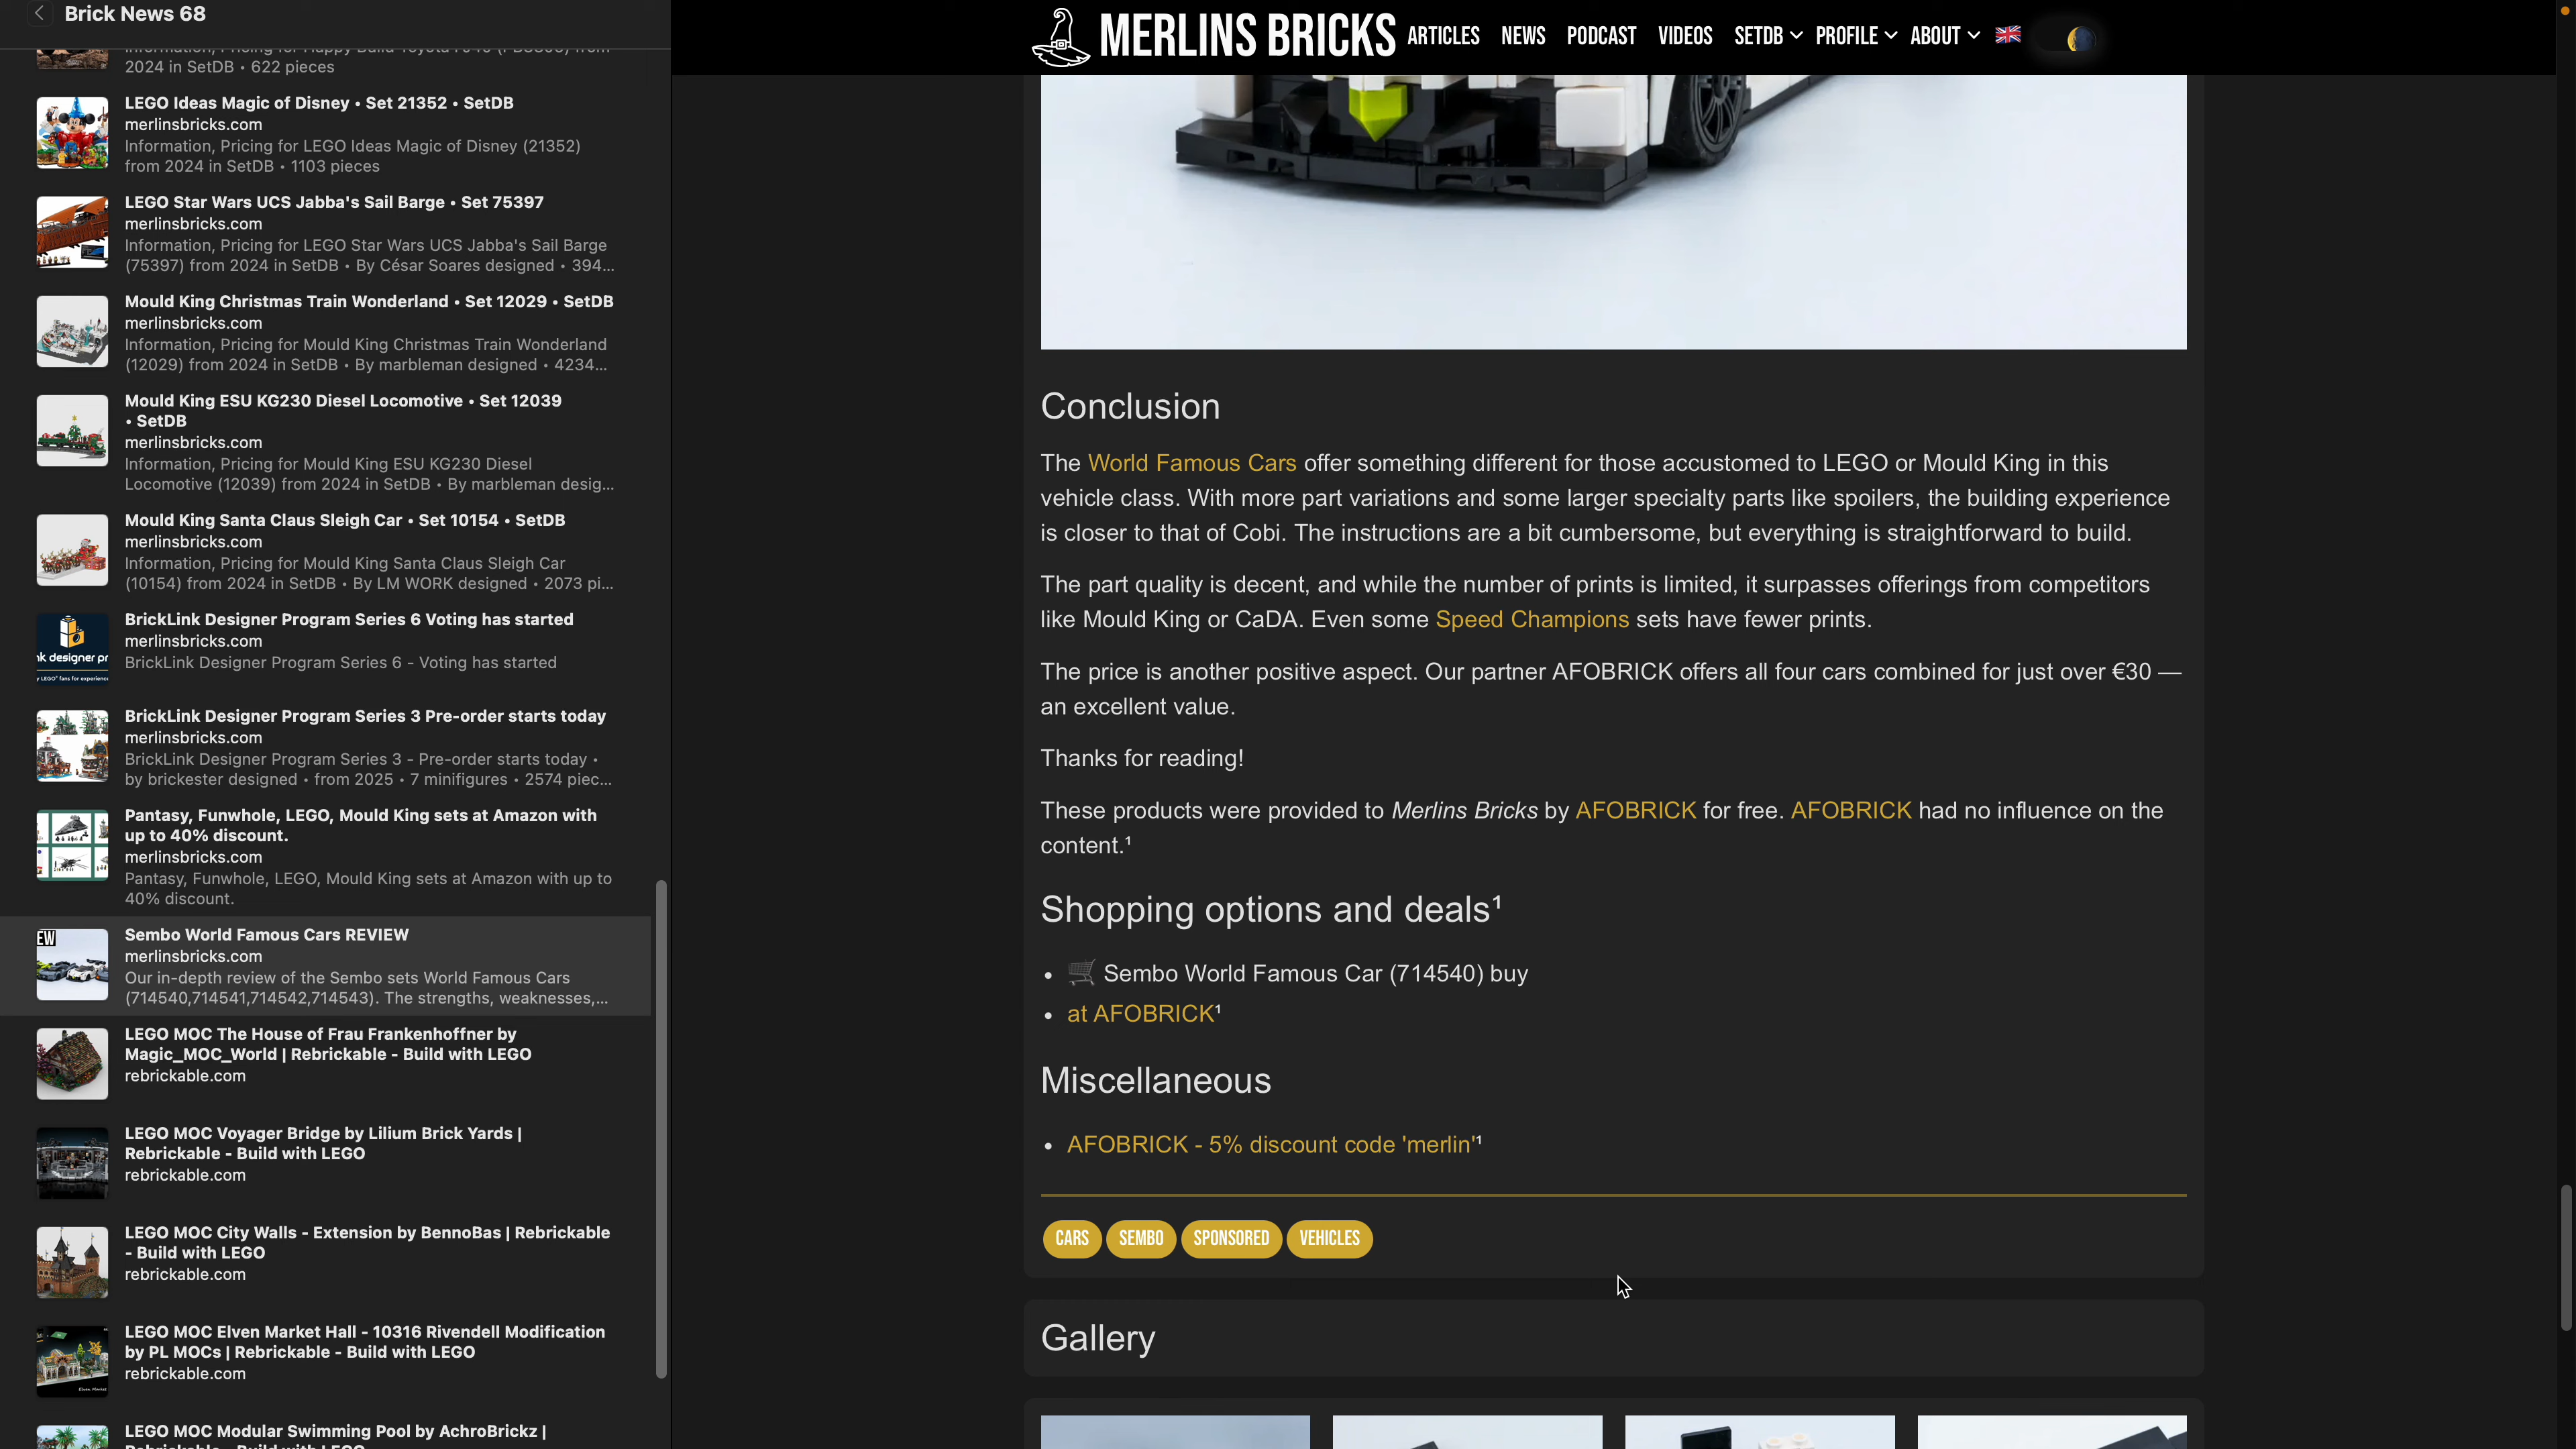 Brick News 68
2024 in SetDB • 622 pieces
LEGO Ideas Magic of Disney • Set 21352 • SetDB
merlinsbricks.com
Information, Pricing for LEGO Ideas Magic of Disney (21352)
from 2024 in SetDB • 1103 pieces
LEGO Star Wars UCS Jabba's Sail Barge • Set 75397
merlinsbricks.com
Information, Pricing for LEGO Star Wars UCS Jabba's Sail Barge
(75397) from 2024 in SetDB • By César Soares designed • 394...
Mould King Christmas Train Wonderland • Set 12029 • SetDB
merlinsbricks.com
Information, Pricing for Mould King Christmas Train Wonderland
(12029) from 2024 in SetDB • By marbleman designed • 4234...
Mould King ESU KG230 Diesel Locomotive • Set 12039
• SetDB
merlinsbricks.com
Information, Pricing for Mould King ESU KG230 Diesel
Locomotive (12039) from 2024 in SetDB • By marbleman desig...
Mould King Santa Claus Sleigh Car • Set 10154 • SetDB
merlinsbricks.com
Information, Pricing for Mould King Santa Claus Sleigh Car
(10154) from 2024 in SetDB • By LM WORK designed • 2073 pi...
BrickLink Designer Program Series 6 Voting has started
merlinsbricks.com
BrickLink Designer Program Series 6 - Voting has started
BrickLink Designer Program Series 3 Pre-order starts today
merlinsbricks.com
BrickLink Designer Program Series 3 - Pre-order starts today •
by brickester designed • from 2025 • 7 minifigures • 2574 piec...
Pantasy, Funwhole, LEGO, Mould King sets at Amazon with
up to 40% discount.
merlinsbricks.com
Pantasy, Funwhole, LEGO, Mould King sets at Amazon with up to
40% discount.
Sembo World Famous Cars REVIEW
merlinsbricks.com
Our in-depth review of the Sembo sets World Famous Cars
(714540,714541,714542,714543). The strengths, weaknesses,...
LEGO MOC The House of Frau Frankenhoffner by
Magic_MOC_World | Rebrickable - Build with LEGO
rebrickable.com
LEGO MOC Voyager Bridge by Lilium Brick Yards |
Rebrickable - Build with LEGO
rebrickable.com
LEGO MOC City Walls - Extension by BennoBas | Rebrickable
- Build with LEGO
rebrickable.com
LEGO MOC Elven Market Hall - 10316 Rivendell Modification
by PL MOCs | Rebrickable - Build with LEGO
rebrickable.com
LEGO MOC Modular Swimming Pool by AchroBrickz |
MERLINS BRICKS
ARTICLES NEWS PODCAST VIDEOS SETDB PROFILE ABOUT
Conclusion
The World Famous Cars offer something different for those accustomed to LEGO or Mould King in this
vehicle class. With more part variations and some larger specialty parts like spoilers, the building experience
is closer to that of Cobi. The instructions are a bit cumbersome, but everything is straightforward to build.
The part quality is decent, and while the number of prints is limited, it surpasses offerings from competitors
like Mould King or CaDA. Even some Speed Champions sets have fewer prints.
The price is another positive aspect. Our partner AFOBRICK offers all four cars combined for just over €30 —
an excellent value.
Thanks for reading!
These products were provided to Merlins Bricks by AFOBRICK for free. AFOBRICK had no influence on the
content.¹
Shopping options and deals¹
• 🛒 Sembo World Famous Car (714540) buy
• at AFOBRICK¹
Miscellaneous
• AFOBRICK - 5% discount code 'merlin'¹
CARS SEMBO SPONSORED VEHICLES
Gallery